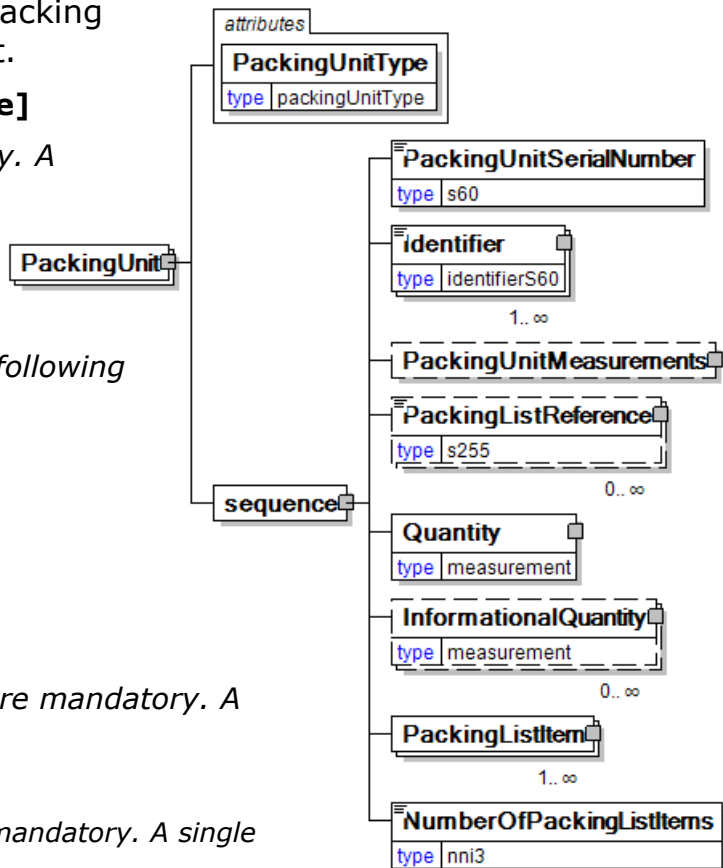 acking
t.
e]
y. A
following
re mandatory. A
mandatory. A single
attributes
PackingUnitType
type packingUnitType
PackingUnit
sequence
PackingUnitSerialNumber
type s60
Identifier
type identifierS60
1.. ∞
PackingUnitMeasurements
PackingListReference
type s255
0.. ∞
Quantity
type measurement
InformationalQuantity
type measurement
0.. ∞
PackingListItem
1.. ∞
NumberOfPackingListItems
type nni3